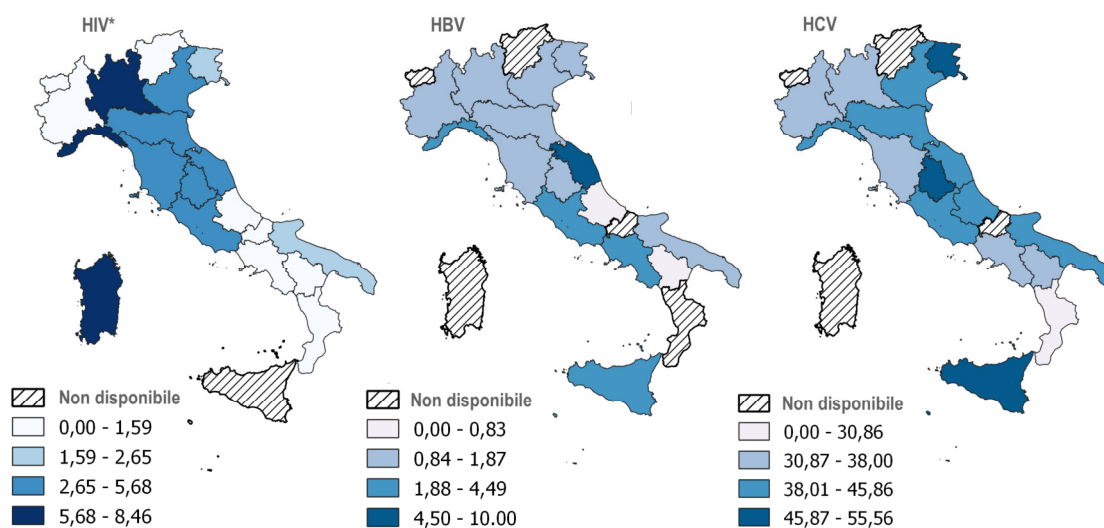 HIV*
HBV
HCV
Non disponibile
0,00 - 1,59
1,59 - 2,65
2,65 - 5,68
5,68 - 8,46
Non disponibile
0,00 - 0,83
0,84 - 1,87
1,88 - 4,49
4,50 - 10.00
Non disponibile
0,00 - 30,86
30,87 - 38,00
38,01 - 45,86
45,87 - 55,56